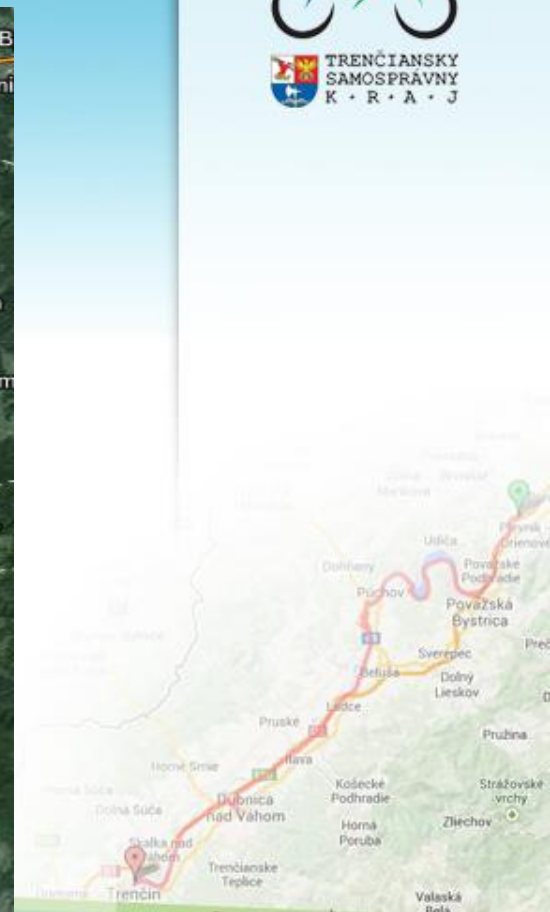 B
TRENČIANSKY
SAMOSPRÁVNY
K · R · A · J
Udiča
Dohňany
Považské
Podhradie
Púchov
Považská
Bystrica
Sverepec
Beluša
Dolný
Lieskov
Ladce
Pruské
Pružina
Ilava
Horné Srnie
Košecké
Podhradie
Strážovské
vrchy
Dubnica
nad Váhom
Dolná Súča
Horná
Poruba
Zliechov
Skalka nad
Váhom
Trenčianske
Teplice
Trenčín
Valaská
Belá